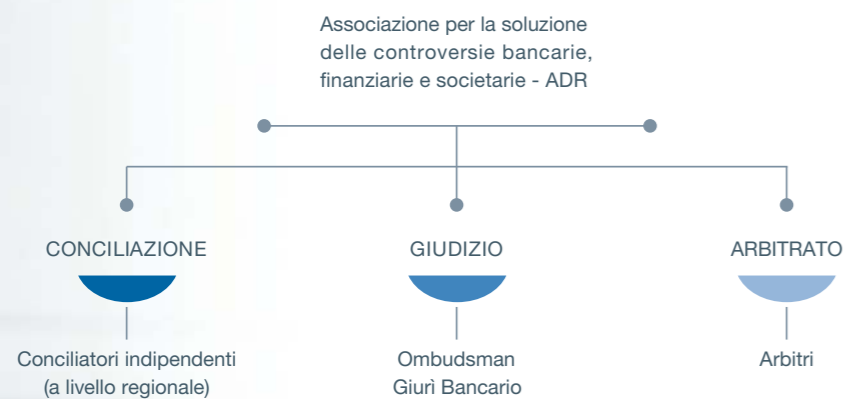 Associazione per la soluzione
delle controversie bancarie,
finanziarie e societarie - ADR
CONCILIAZIONE
GIUDIZIO
ARBITRATO
Conciliatori indipendenti
(a livello regionale)
Ombudsman
Giurì Bancario
Arbitri